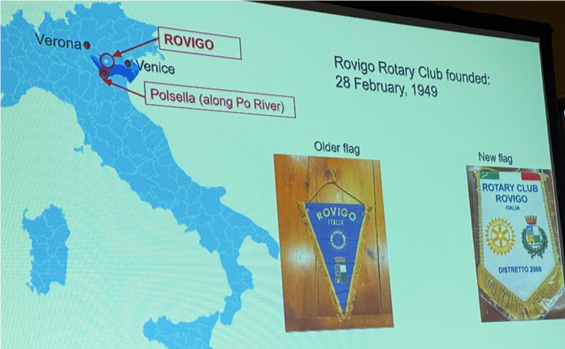 Verona
ROVIGO
Venice
Polsella (along Po River)
Rovigo Rotary Club founded:
28 February, 1949
Older flag
ROVIGO
ITALIA
New flag
ROTARY CLUB
ROVIGO
ITALIA
DISTRETTO 2060